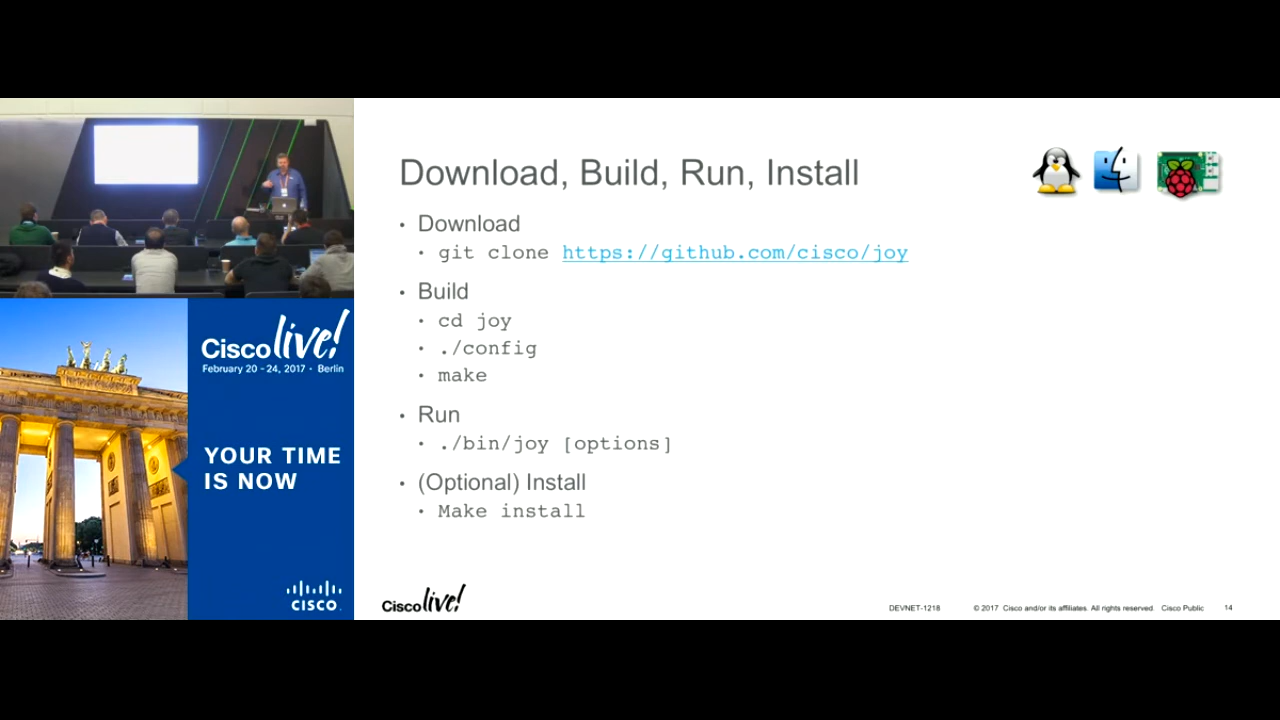 Cisco live!
February 20 - 24, 2017 · Berlin
YOUR TIME
IS NOW
CISCO.
Download, Build, Run, Install
• Download
• git clone https://github.com/cisco/joy
• Build
• cd joy
• ./config
• make
• Run
• ./bin/joy [options]
• (Optional) Install
• Make install
Cisco live!
DEVNET-1218 © 2017 Cisco and/or its affiliates. All rights reserved. Cisco Public 14